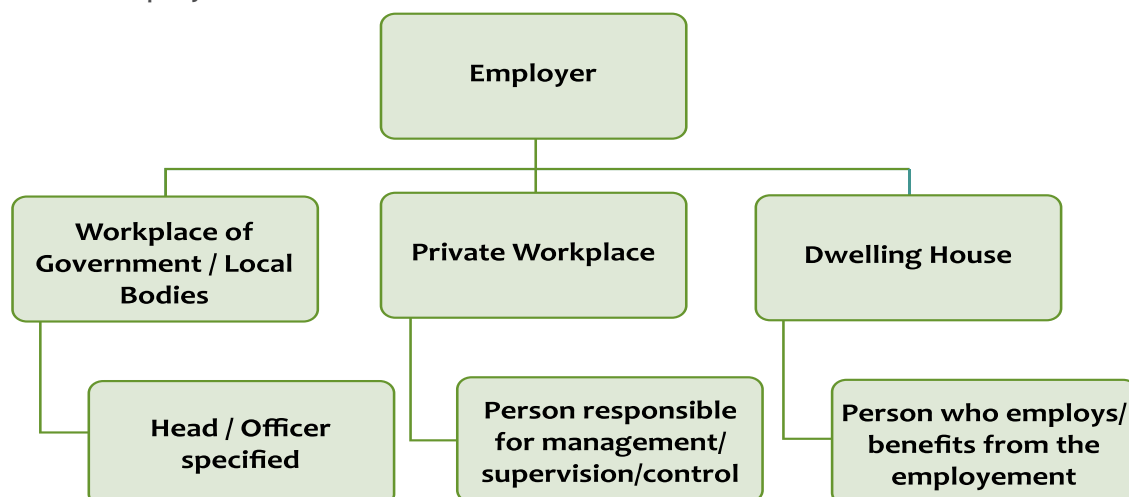 Employer
Workplace of
Government / Local
Bodies
Private Workplace
Dwelling House
Head / Officer
specified
Person responsible
for management/
supervision/control
Person who employs/
benefits from the
employement